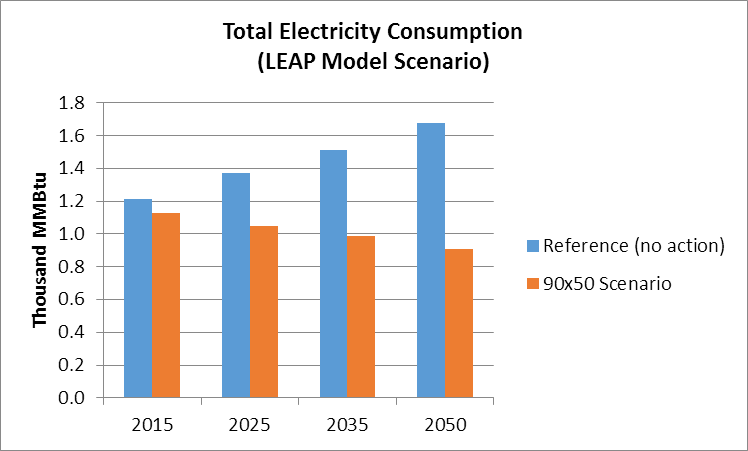 Total Electricity Consumption
(LEAP Model Scenario)
Thousand MMBtu
1.8
1.6
1.4
1.2
1.0
0.8
0.6
0.4
0.2
0.0
2015 2025 2035 2050
Reference (no action)
90x50 Scenario